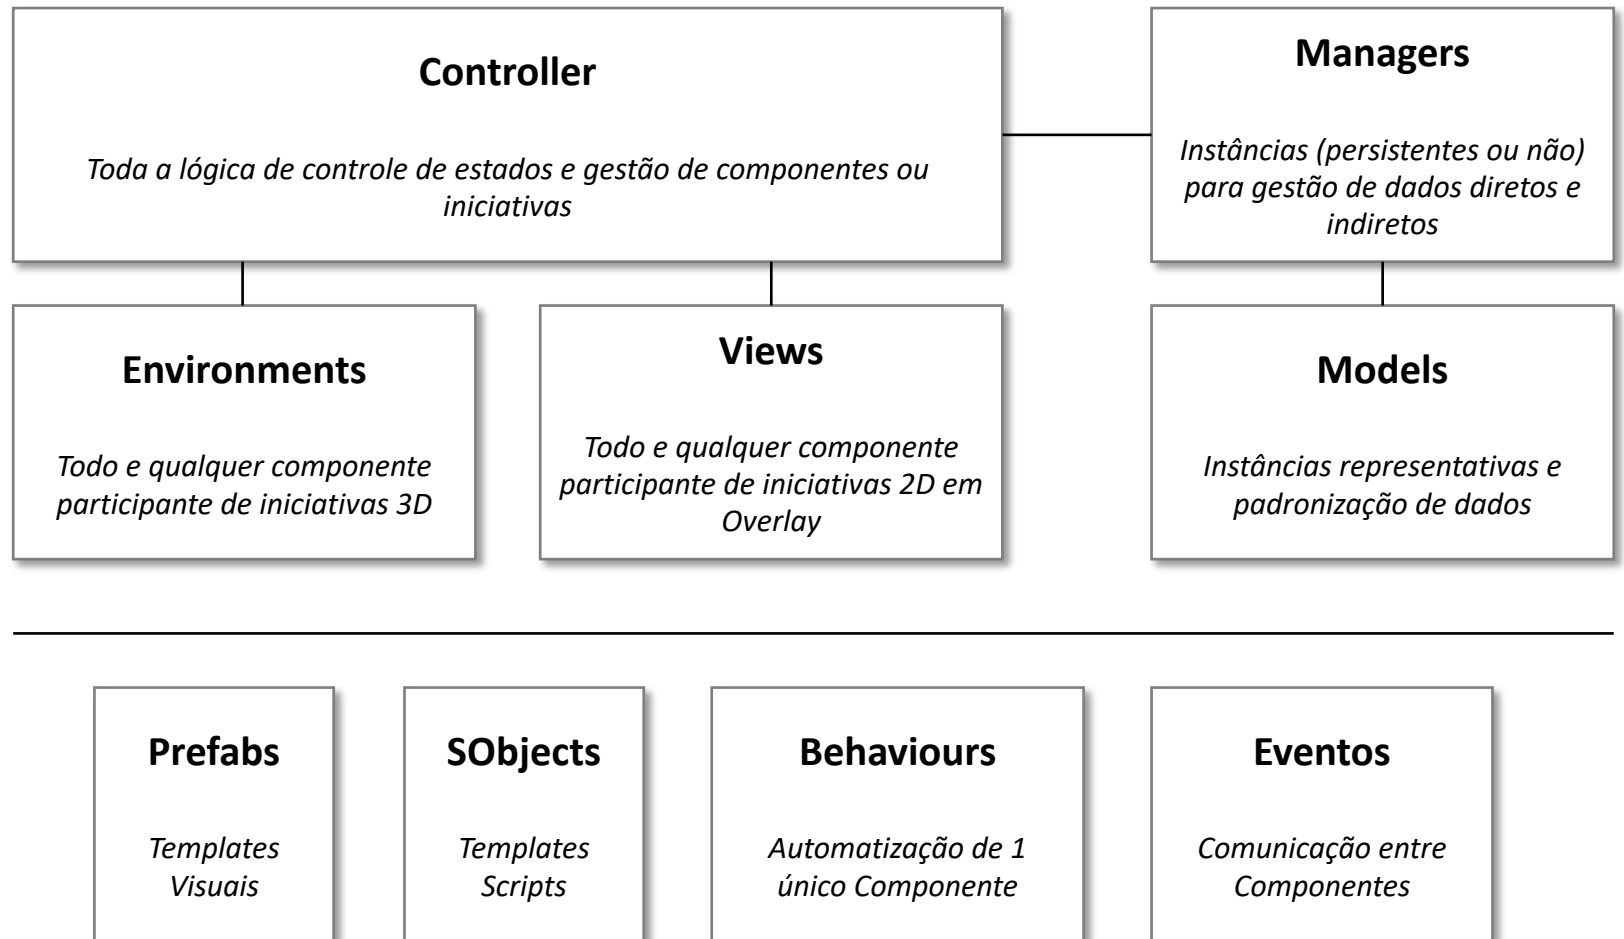 Controller
Toda a lógica de controle de estados e gestão de componentes ou
iniciativas
Managers
Instâncias (persistentes ou não)
para gestão de dados diretos e
indiretos
Environments
Todo e qualquer componente
participante de iniciativas 3D
Views
Todo e qualquer componente
participante de iniciativas 2D em
Overlay
Models
Instâncias representativas e
padronização de dados
Prefabs
Templates
Visuais
SObjects
Templates
Scripts
Behaviours
Automatização de 1
único Componente
Eventos
Comunicação entre
Componentes